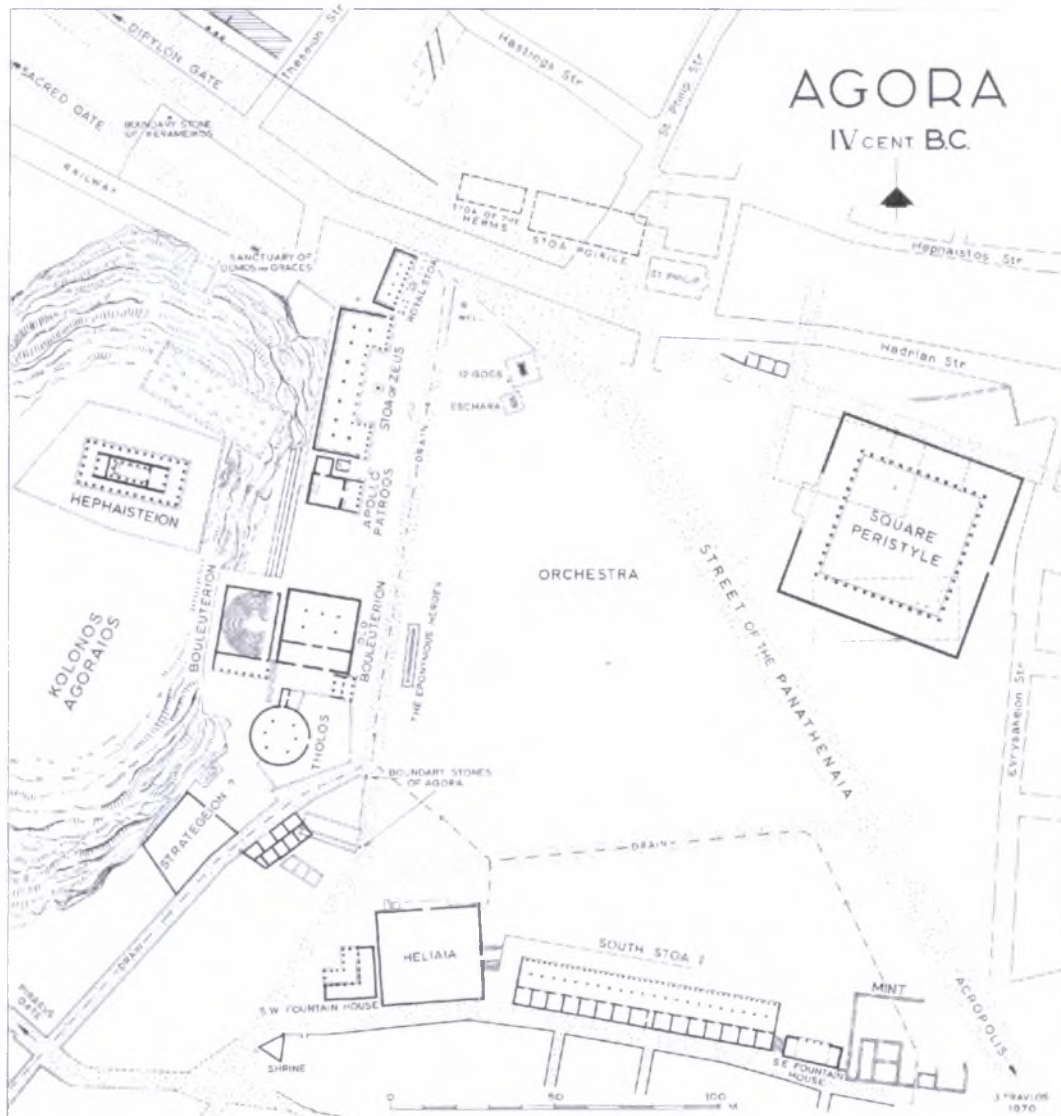 AGORA
IV CENT B.C.
DIPYLON GATE
Theseion Str
SACRED GATE
BOUNDARY STONE
OF KERAMEIKOS
RAILWAY
Hastings Str
St. Philip Str
STOA OF THE
HERMS
STOA POIKILE
ST. PHILIP
Hephaistos Str
Hadrian Str
SANCTUARY OF
DEMOS AND GRACES
ROYAL STOA
WELL
12 GODS
ESCHARA
STOA OF ZEUS
DRAIN
APOLLO
PATROOS
HEPHAISTEION
SQUARE
PERISTYLE
ORCHESTRA
STREET OF THE PANATHENAIA
KOLONOS
AGORAIOS
BOULEUTERION
OLD
BOULEUTERION
THE EPONYMOUS HEROES
THOLOS
Evrysakeion Str
BOUNDARY STONES
OF AGORA
STRATEGEION
DRAIN
DRAIN
HELIAIA
SOUTH STOA I
S.W. FOUNTAIN HOUSE
MINT
ACROPOLIS
PIRAEUS
GATE
SHRINE
S.E. FOUNTAIN
HOUSE
0 50 100 M.
J. TRAVLOS
1970